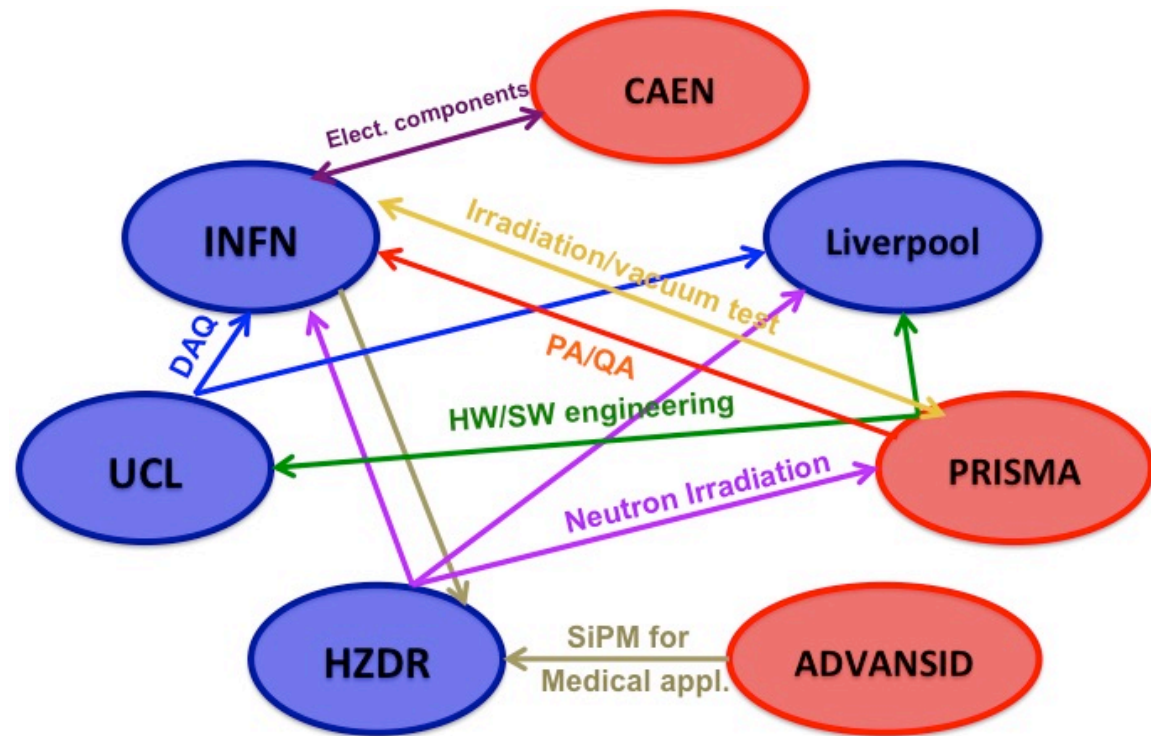 CAEN
Elect. components
INFN
Irradiation/vacuum test
Liverpool
DAQ
PA/QA
HW/SW engineering
UCL
PRISMA
Neutron Irradiation
HZDR
SiPM for
Medical appl.
ADVANSID